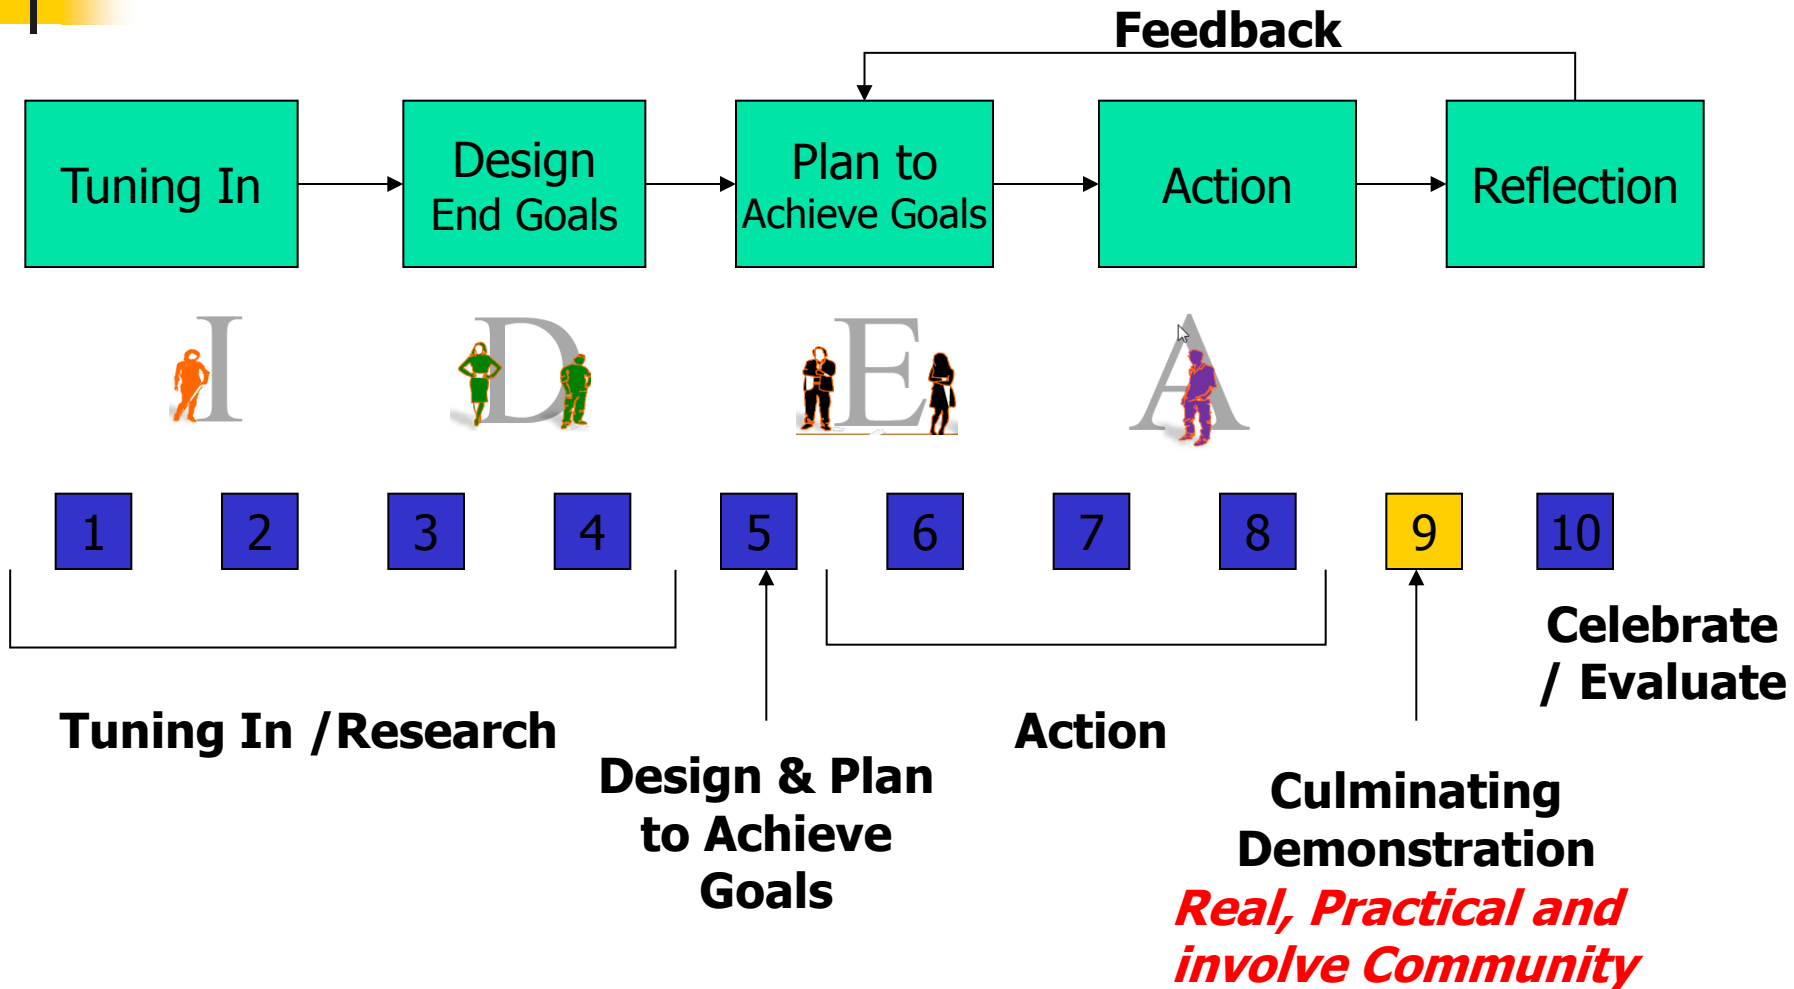 Feedback
Tuning In
Design
End Goals
Plan to
Achieve Goals
Action
Reflection
I
D
E
A
1
2
3
4
5
6
7
8
9
10
Tuning In /Research
Design & Plan
to Achieve
Goals
Action
Culminating
Demonstration
Real, Practical and
involve Community
Celebrate
/ Evaluate